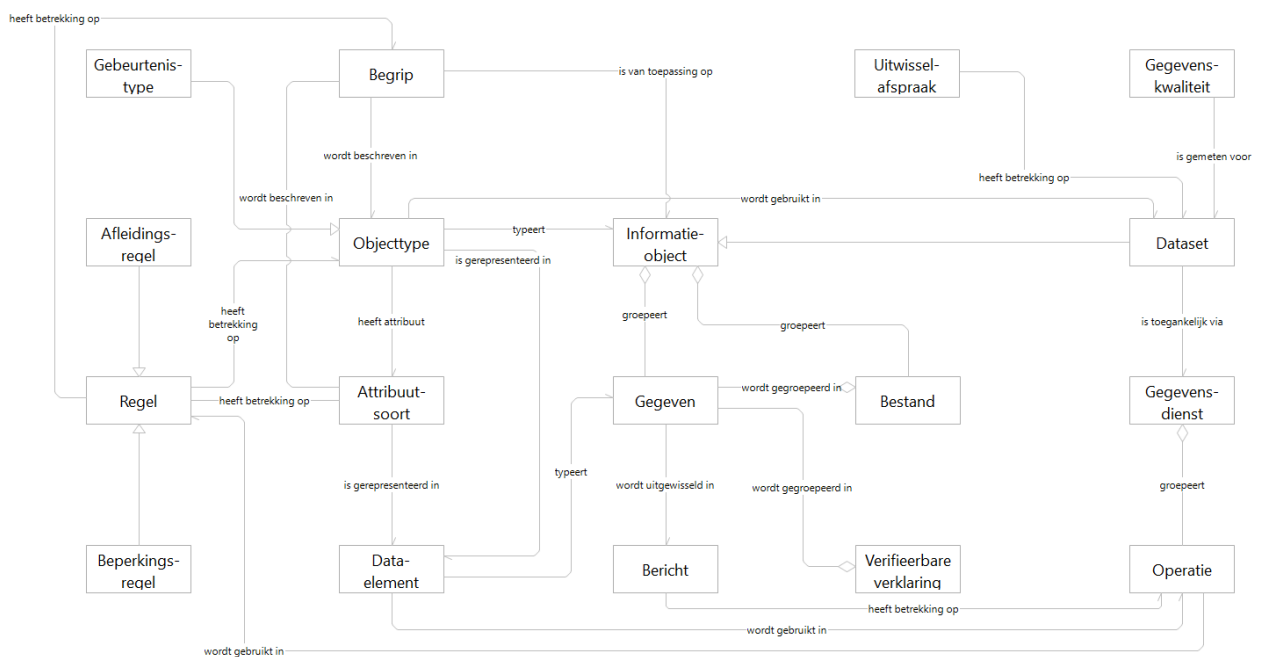 heeft betrekking op
Gebeurtenis-
type
Begrip
is van toepassing op
Uitwissel-
afspraak
Gegevens-
kwaliteit
wordt beschreven in
is gemeten voor
heeft betrekking op
wordt beschreven in
wordt gebruikt in
Afleidings-
regel
Objecttype
typeert
Informatie-
object
Dataset
is gerepresenteerd in
heeft
betrekking
op
heeft attribuut
groepeert
groepeert
is toegankelijk via
Regel
heeft betrekking op
Attribuut-
soort
Gegeven
wordt gegroepeerd in
Bestand
Gegevens-
dienst
typeert
is gerepresenteerd in
wordt uitgewisseld in
wordt gegroepeerd in
groepeert
Beperkings-
regel
Data-
element
Bericht
Verifieerbare
verklaring
Operatie
heeft betrekking op
wordt gebruikt in
wordt gebruikt in